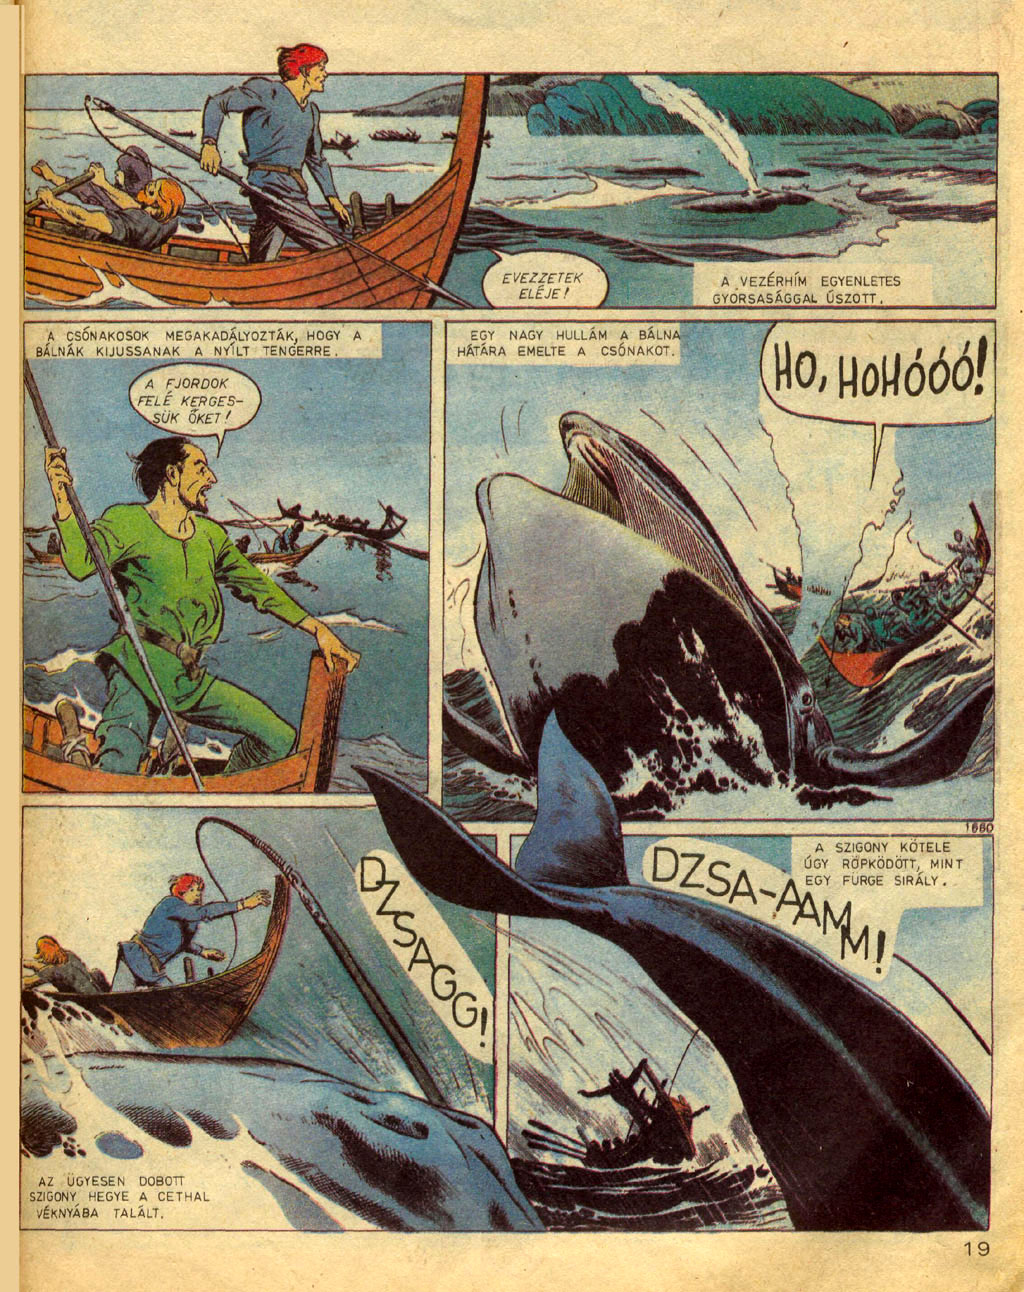 EVEZZETEK
ELÉJE!
A VEZÉRHÍM EGYENLETES
GYORSASÁGGAL ÚSZOTT.
A CSÓNAKOSOK MEGAKADÁLYOZTÁK, HOGY A
BÁLNÁK KIJUSSANAK A NYÍLT TENGERRE.
A FJORDOK
FELÉ KERGES-
SÜK ŐKET!
EGY NAGY HULLÁM A BÁLNA
HÁTÁRA EMELTE A CSÓNAKOT.
HO, HOHÓÓÓ!
1660
DZSAGG!
AZ ÜGYESEN DOBOTT
SZIGONY HEGYE A CETHAL
VÉKNYÁBA TALÁLT.
DZSA-AAMM!
A SZIGONY KÖTELE
ÚGY RÖPKÖDÖTT, MINT
EGY FÜRGE SIRÁLY.
19